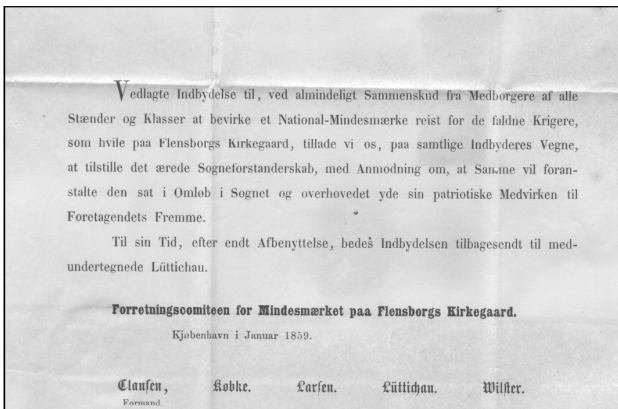 Vedlagte Indbydelse til, ved almindeligt Sammenskud fra Medborgere af alle
Stænder og Klasser at bevirke et National-Mindesmærke reist for de faldne Krigere,
som hvile paa Flensborgs Kirkegaard, tillade vi os, paa samtlige Indbyderes Vegne,
at tilstille det ærede Sogneforstanderskab, med Anmodning om, at Samme vil foran-
stalte den sat i Omløb i Sognet og overhovedet yde sin patriotiske Medvirken til
Foretagendets Fremme.
Til sin Tid, efter endt Afbenyttelse, bedes Indbydelsen tilbagesendt til med-
undertegnede Lüttichau.
Forretningscomiteen for Mindesmærket paa Flensborgs Kirkegaard.
Kjøbenhavn i Januar 1859.
Clausen, Købke. Larsen. Lüttichau. Wilster.
Formand.